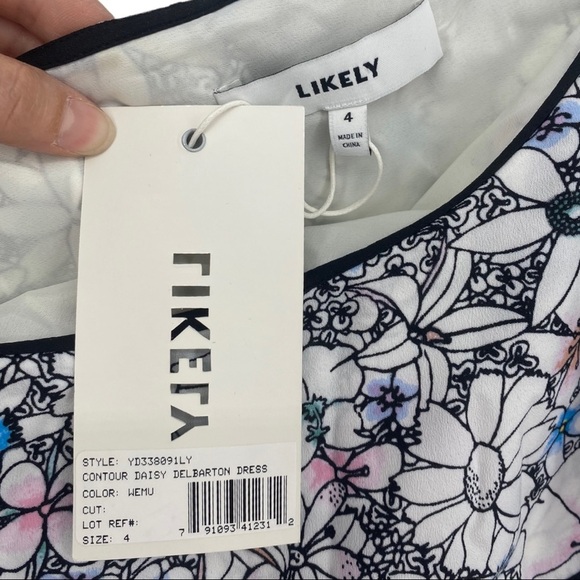 LIKELY
4
MADE IN
CHINA
LIKELY
STYLE: YD338091LY
CONTOUR DAISY DELBARTON DRESS
COLOR: WEMU
CUT:
LOT REF#:
SIZE: 4
7 91093 41231 2